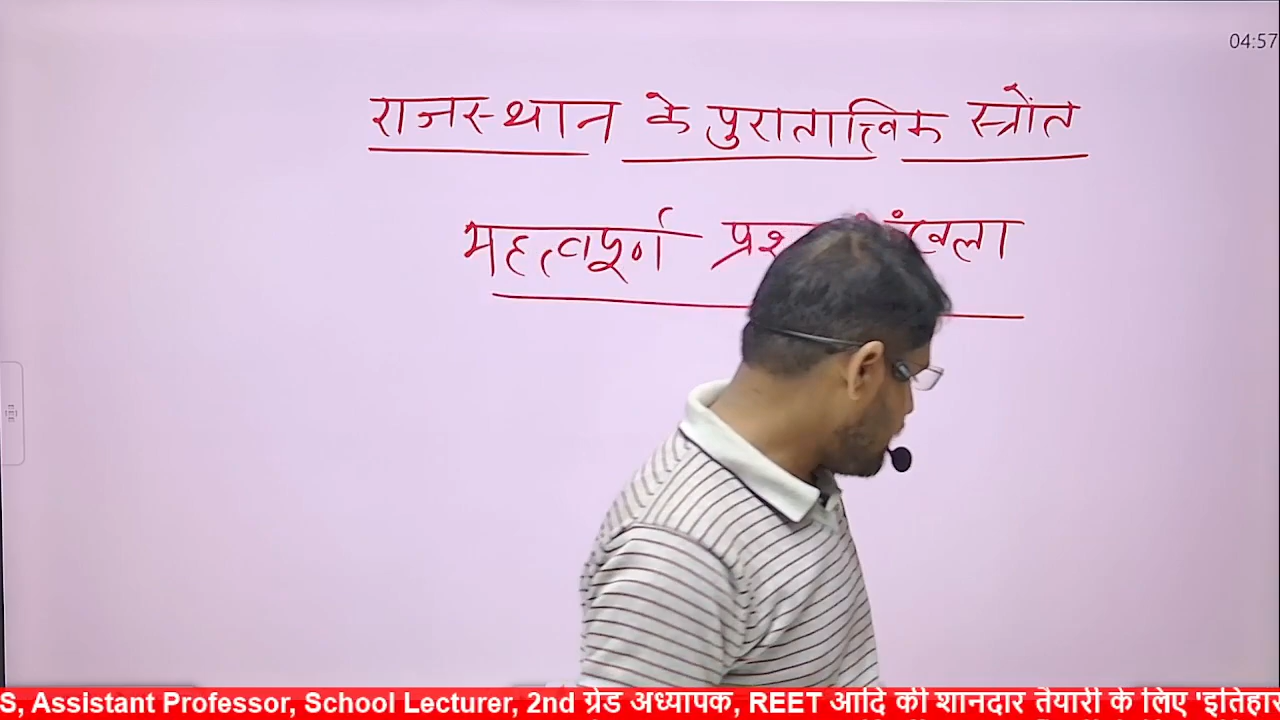 04:57
राजस्थान के पुरातात्त्विक स्त्रोंत
महत्वपूर्ण
S, Assistant Professor, School Lecturer, 2nd ग्रेड अध्यापक, REET आदि की शानदार तैयारी के लिए 'इतिहास